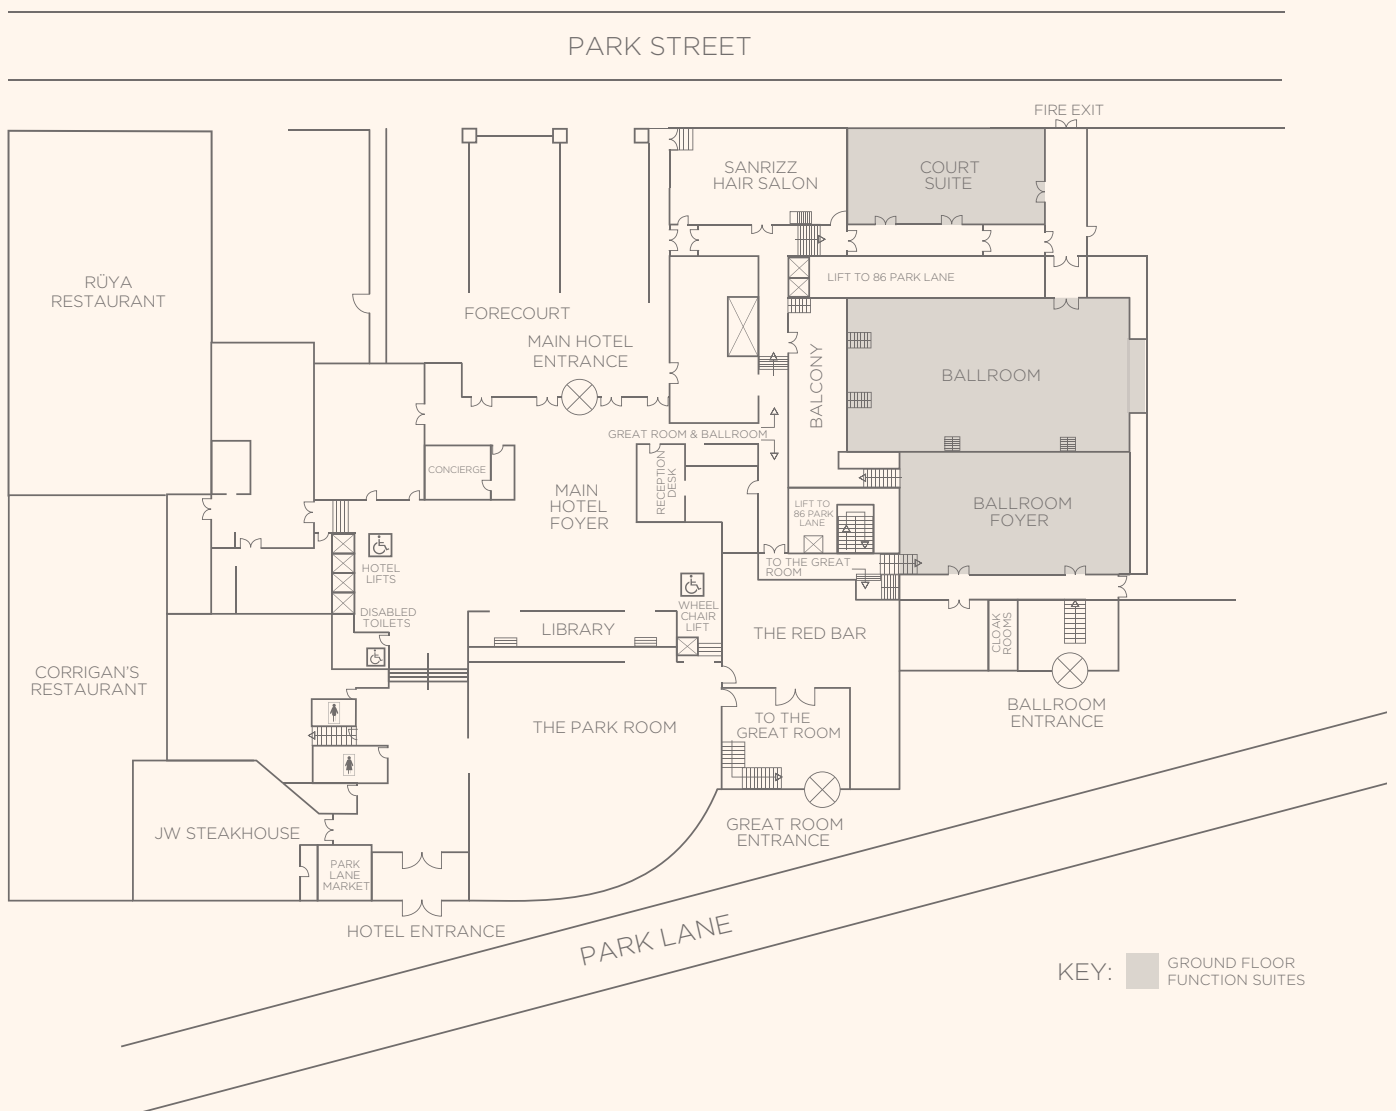 PARK STREET
FIRE EXIT
SANRIZZ
HAIR SALON
COURT
SUITE
RÜYA
RESTAURANT
LIFT TO 86 PARK LANE
FORECOURT
MAIN HOTEL
ENTRANCE
BALCONY
BALLROOM
GREAT ROOM & BALLROOM
CONCIERGE
RECEPTION
DESK
MAIN
HOTEL
FOYER
LIFT TO
86 PARK
LANE
BALLROOM
FOYER
HOTEL
LIFTS
TO THE GREAT
ROOM
DISABLED
TOILETS
WHEEL
CHAIR
LIFT
LIBRARY
THE RED BAR
CLOAK
ROOMS
CORRIGAN'S
RESTAURANT
BALLROOM
ENTRANCE
THE PARK ROOM
TO THE
GREAT ROOM
JW STEAKHOUSE
GREAT ROOM
ENTRANCE
PARK
LANE
MARKET
HOTEL ENTRANCE
PARK LANE
KEY:
GROUND FLOOR
FUNCTION SUITES